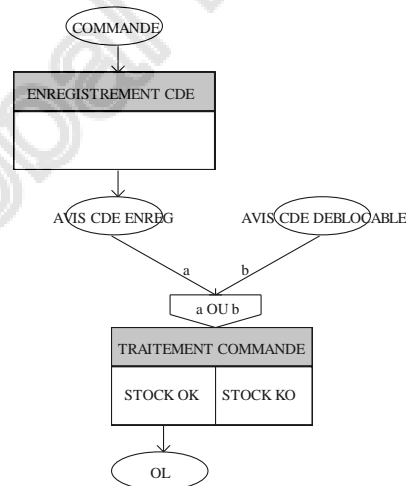 COMMANDE
ENREGISTREMENT CDE
AVIS CDE ENREG
AVIS CDE DEBLOCABLE
a
b
a OU b
TRAITEMENT COMMANDE
STOCK OK
STOCK KO
OL